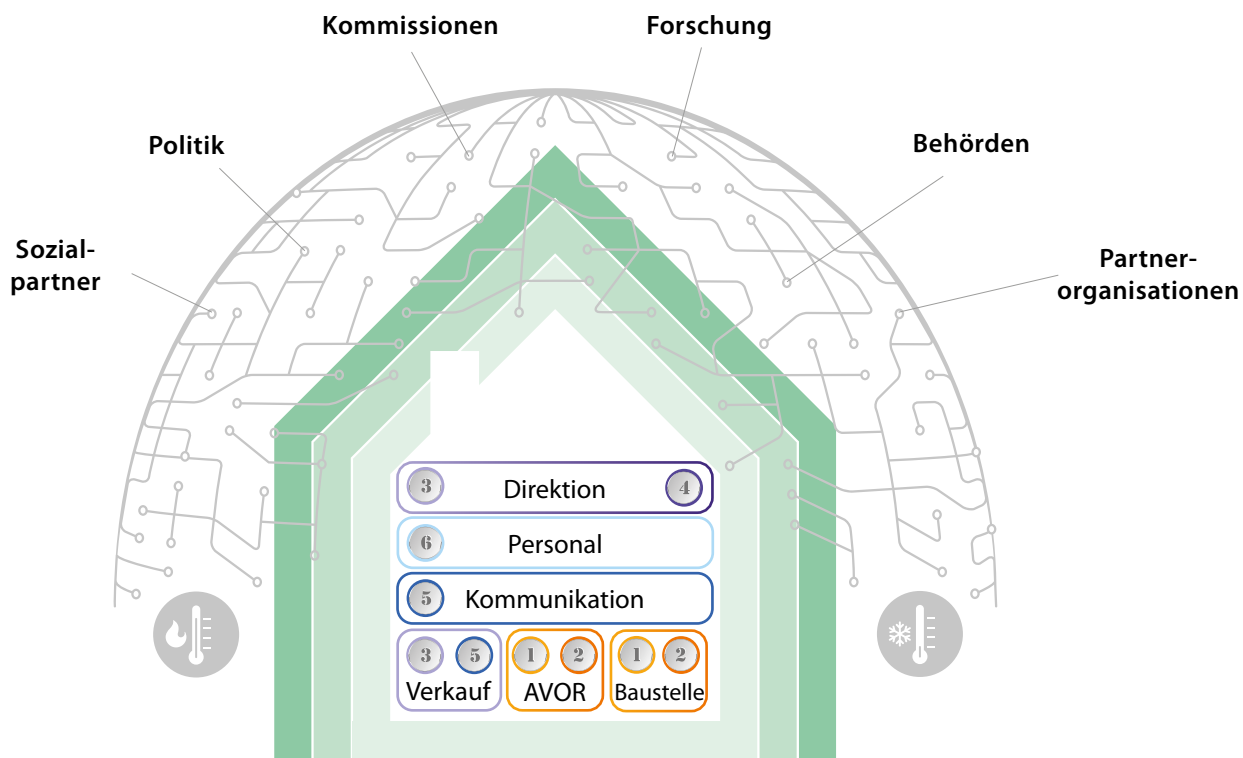 Kommissionen
Forschung
Politik
Behörden
Sozial-
partner
Partner-
organisationen
3 Direktion 4
6 Personal
5 Kommunikation
3 5 1 2 1 2
Verkauf AVOR Baustelle